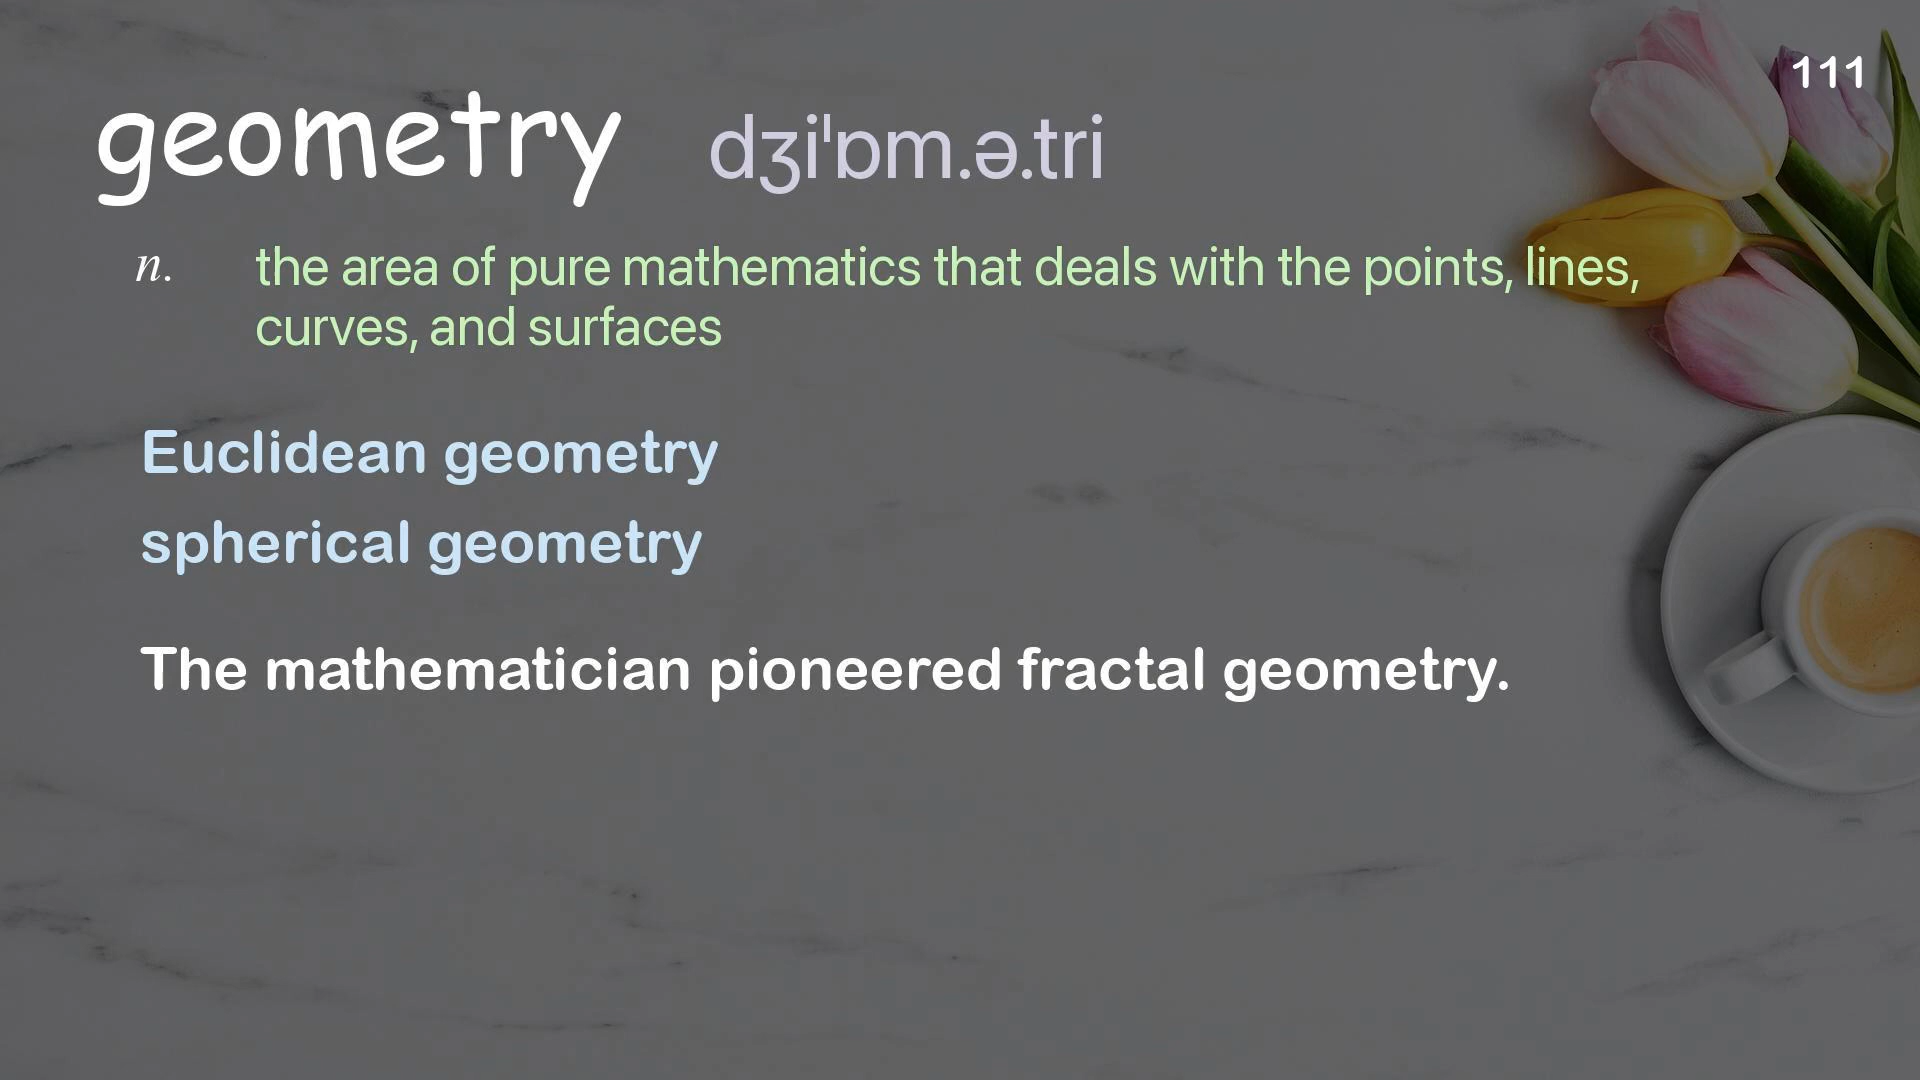 111
geometry dʒiˈɒm.ə.tri
n. the area of pure mathematics that deals with the points, lines,
curves, and surfaces
Euclidean geometry
spherical geometry
The mathematician pioneered fractal geometry.